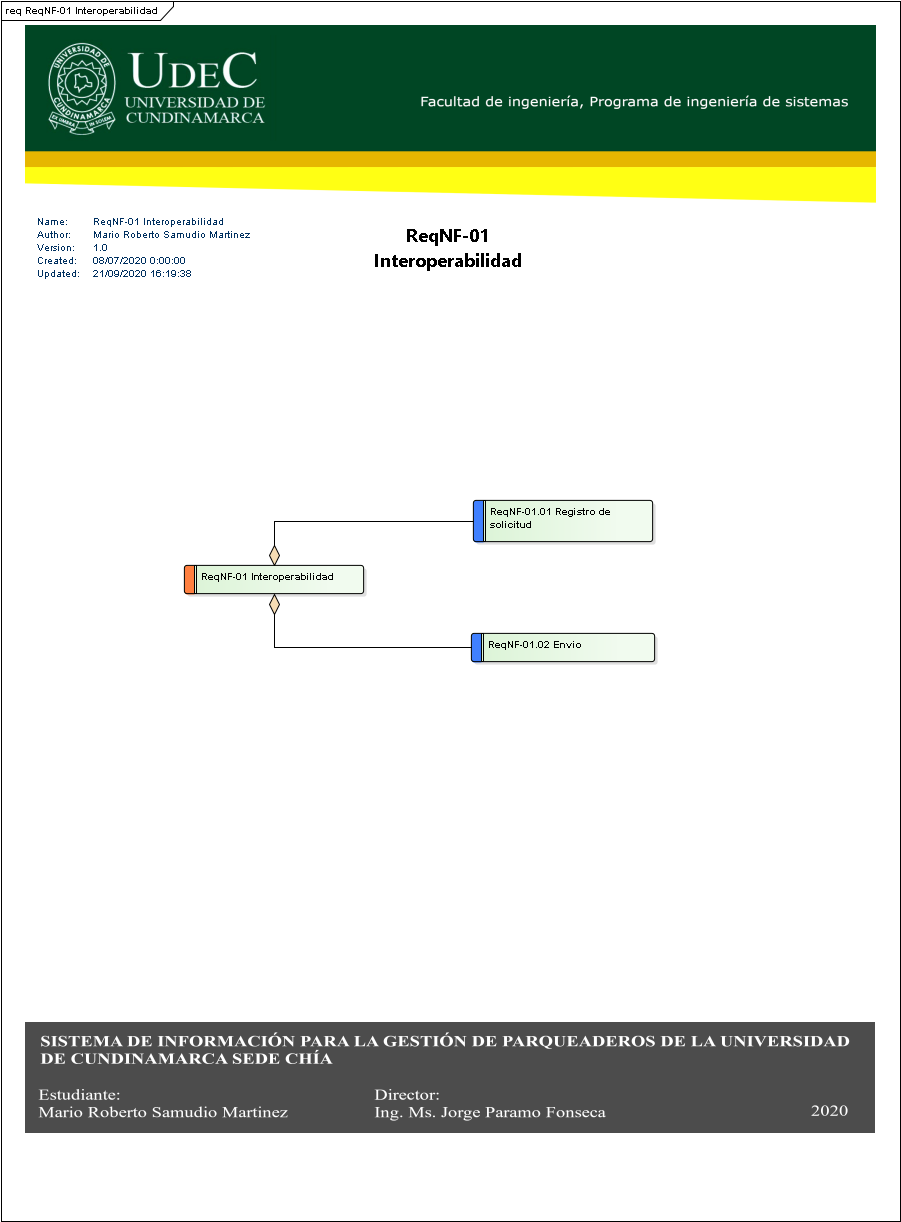 req ReqNF-01 Interoperabilidad
UNIVERSIDAD DE
CUNDINAMARCA
UDEC
UNIVERSIDAD DE
CUNDINAMARCA
Facultad de ingeniería, Programa de ingeniería de sistemas
Name: ReqNF-01 Interoperabilidad
Author: Mario Roberto Samudio Martinez
Version: 1.0
Created: 08/07/2020 0:00:00
Updated: 21/09/2020 16:19:38
ReqNF-01
Interoperabilidad
ReqNF-01.01 Registro de
solicitud
ReqNF-01 Interoperabilidad
ReqNF-01.02 Envio
SISTEMA DE INFORMACIÓN PARA LA GESTIÓN DE PARQUEADEROS DE LA UNIVERSIDAD
DE CUNDINAMARCA SEDE CHÍA
Estudiante:
Mario Roberto Samudio Martinez
Director:
Ing. Ms. Jorge Paramo Fonseca
2020